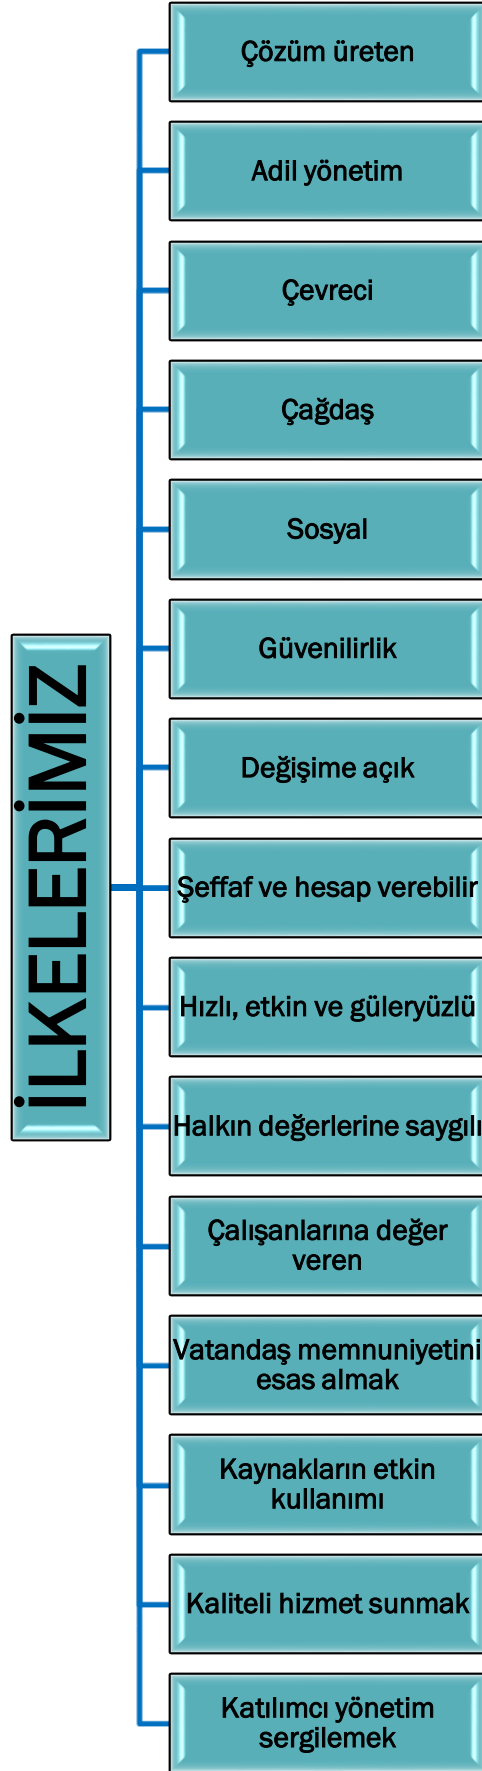 İLKELERİMİZ
Çözüm üreten
Adil yönetim
Çevreci
Çağdaş
Sosyal
Güvenilirlik
Değişime açık
Şeffaf ve hesap verebilir
Hızlı, etkin ve güleryüzlü
Halkın değerlerine saygılı
Çalışanlarına değer
veren
Vatandaş memnuniyetini
esas almak
Kaynakların etkin
kullanımı
Kaliteli hizmet sunmak
Katılımcı yönetim
sergilemek